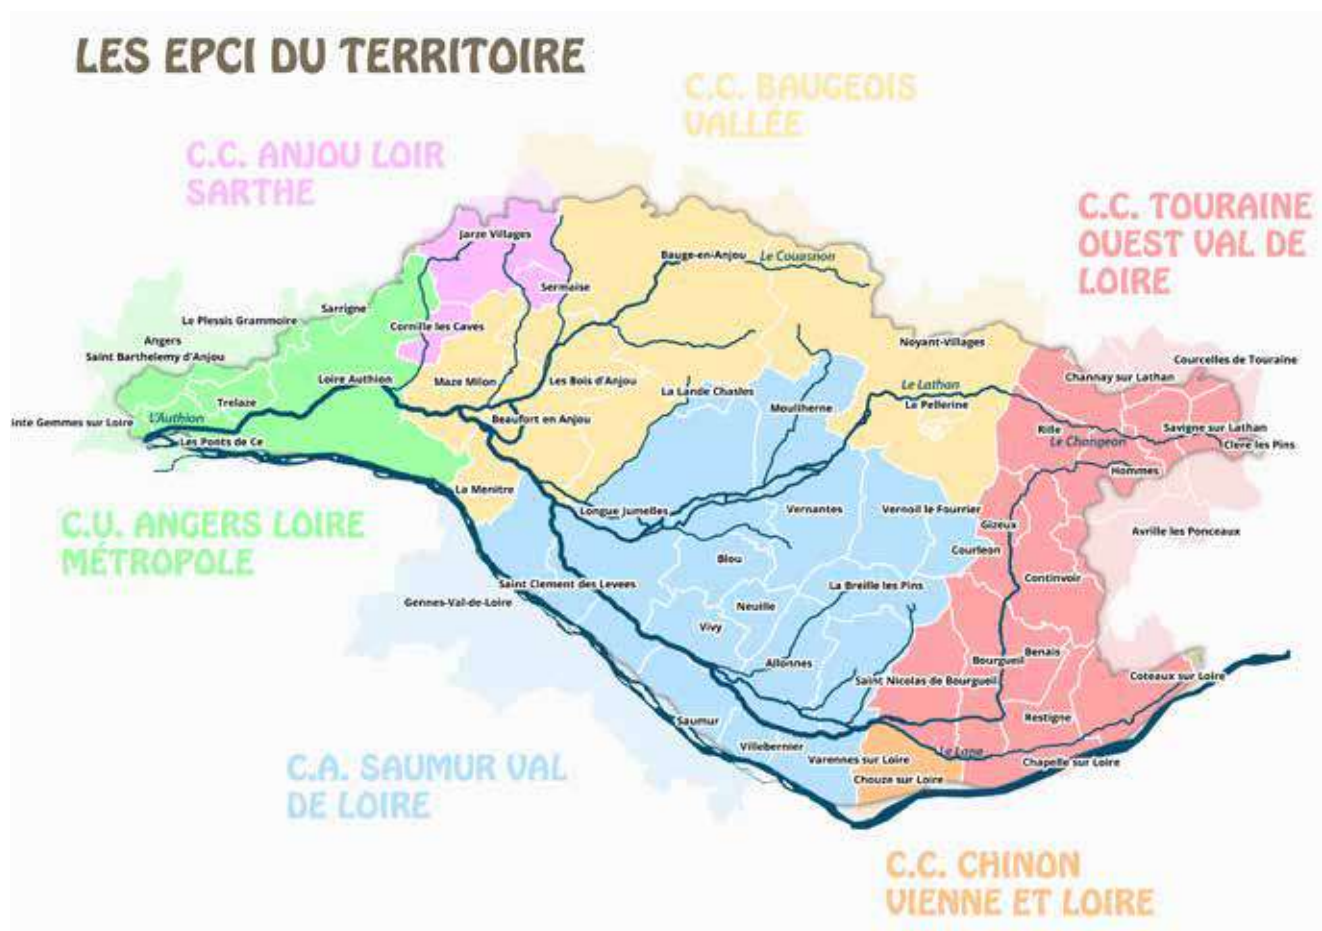 LES EPCI DU TERRITOIRE
C.C. BAUGEOIS
VALLÉE
C.C. ANJOU LOIR
SARTHE
C.C. TOURAINE
OUEST VAL DE
LOIRE
Jarze Villages
Bauge-en-Anjou
Le Couasnon
Sermaise
Sarrigne
Le Plessis Grammoire
Cornille les Caves
Angers
Noyant-Villages
Saint Barthelemy d'Anjou
Courcelles de Touraine
Loire Authion
Maze Milon
Les Bois d'Anjou
Channay sur Lathan
La Lande Chasles
Le Lathan
Trelaze
Mouliherne
La Pellerine
L'Authion
inte Gemmes sur Loire
Beaufort en Anjou
Rille
Savigne sur Lathan
Les Ponts de Ce
Le Changeon
Clere les Pins
Hommes
La Menitre
Longue Jumelles
Vernantes
Vernoil le Fourrier
Gizeux
C.U. ANGERS LOIRE
MÉTROPOLE
Avrille les Ponceaux
Courleon
Blou
Continvoir
Saint Clement des Levees
La Breille les Pins
Gennes-Val-de-Loire
Neuille
Vivy
Benais
Allonnes
Bourgueil
Saint Nicolas de Bourgueil
Coteaux sur Loire
Saumur
Restigne
Villebernier
Le Lane
Varennes sur Loire
Chapelle sur Loire
Chouze sur Loire
C.A. SAUMUR VAL
DE LOIRE
C.C. CHINON
VIENNE ET LOIRE